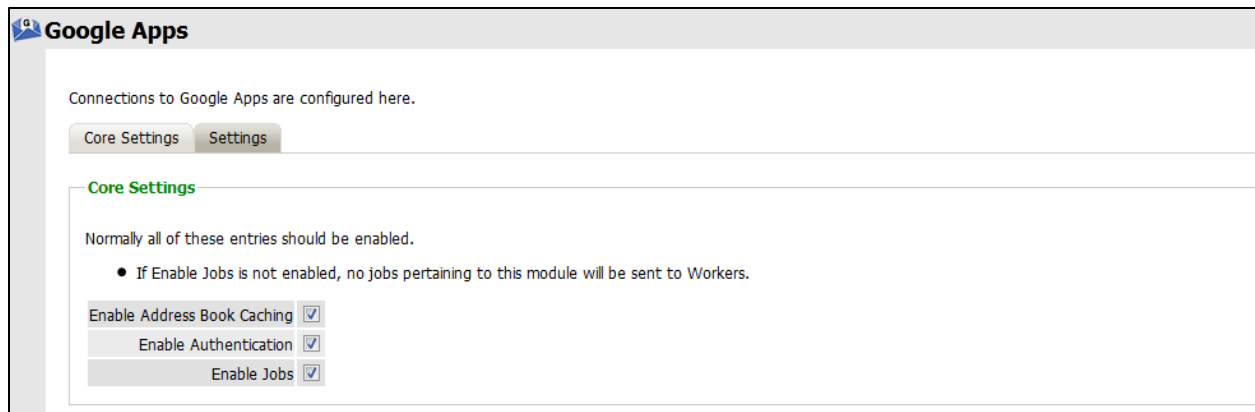 Google Apps
Connections to Google Apps are configured here.
Core Settings Settings
Core Settings
Normally all of these entries should be enabled.
• If Enable Jobs is not enabled, no jobs pertaining to this module will be sent to Workers.
Enable Address Book Caching
Enable Authentication
Enable Jobs